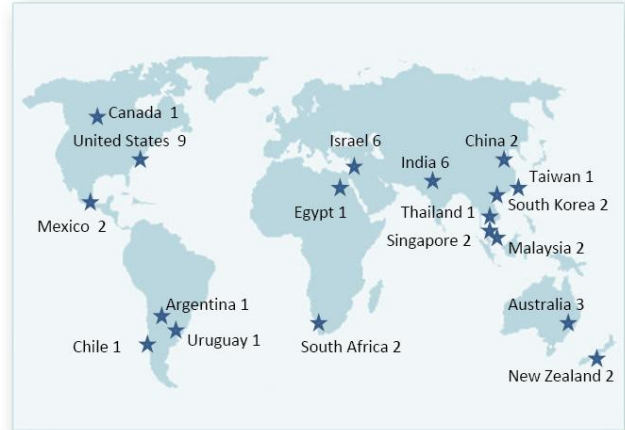 Canada 1
United States 9
Israel 6
China 2
India 6
Taiwan 1
South Korea 2
Egypt 1
Thailand 1
Mexico 2
Singapore 2
Malaysia 2
Argentina 1
Australia 3
Uruguay 1
Chile 1
South Africa 2
New Zealand 2